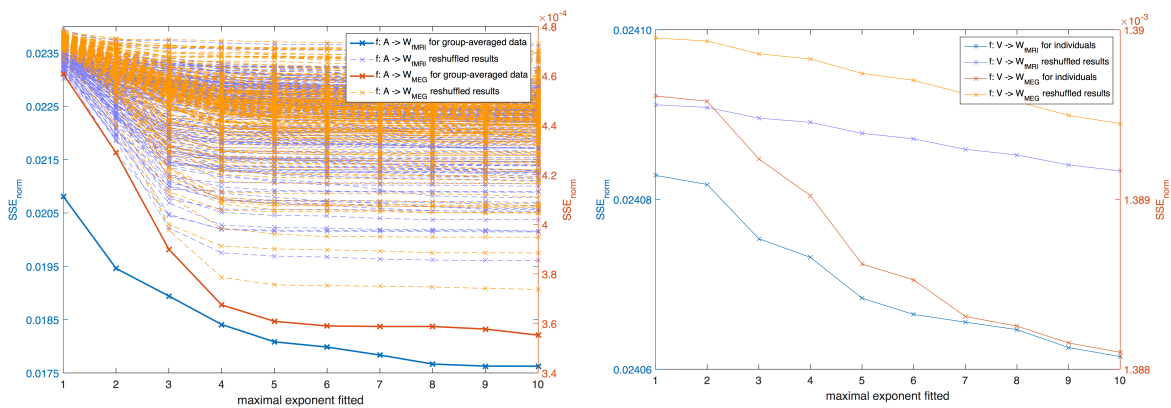 ×10⁻⁴
0.0235
0.0225
0.0215
0.0205
0.0195
0.0185
0.0175
SSEnorm
4.8
4.6
4.4
4.2
4
3.8
3.6
3.4
SSEnorm
f: A -> WfMRI for group-averaged data
f: A -> WfMRI reshuffled results
f: A -> WMEG for group-averaged data
f: A -> WMEG reshuffled results
1 2 3 4 5 6 7 8 9 10
maximal exponent fitted
×10⁻³
0.02410
0.02408
0.02406
SSEnorm
1.39
1.389
1.388
SSEnorm
f: V -> WfMRI for individuals
f: V -> WfMRI reshuffled results
f: V -> WMEG for individuals
f: V -> WMEG reshuffled results
1 2 3 4 5 6 7 8 9 10
maximal exponent fitted